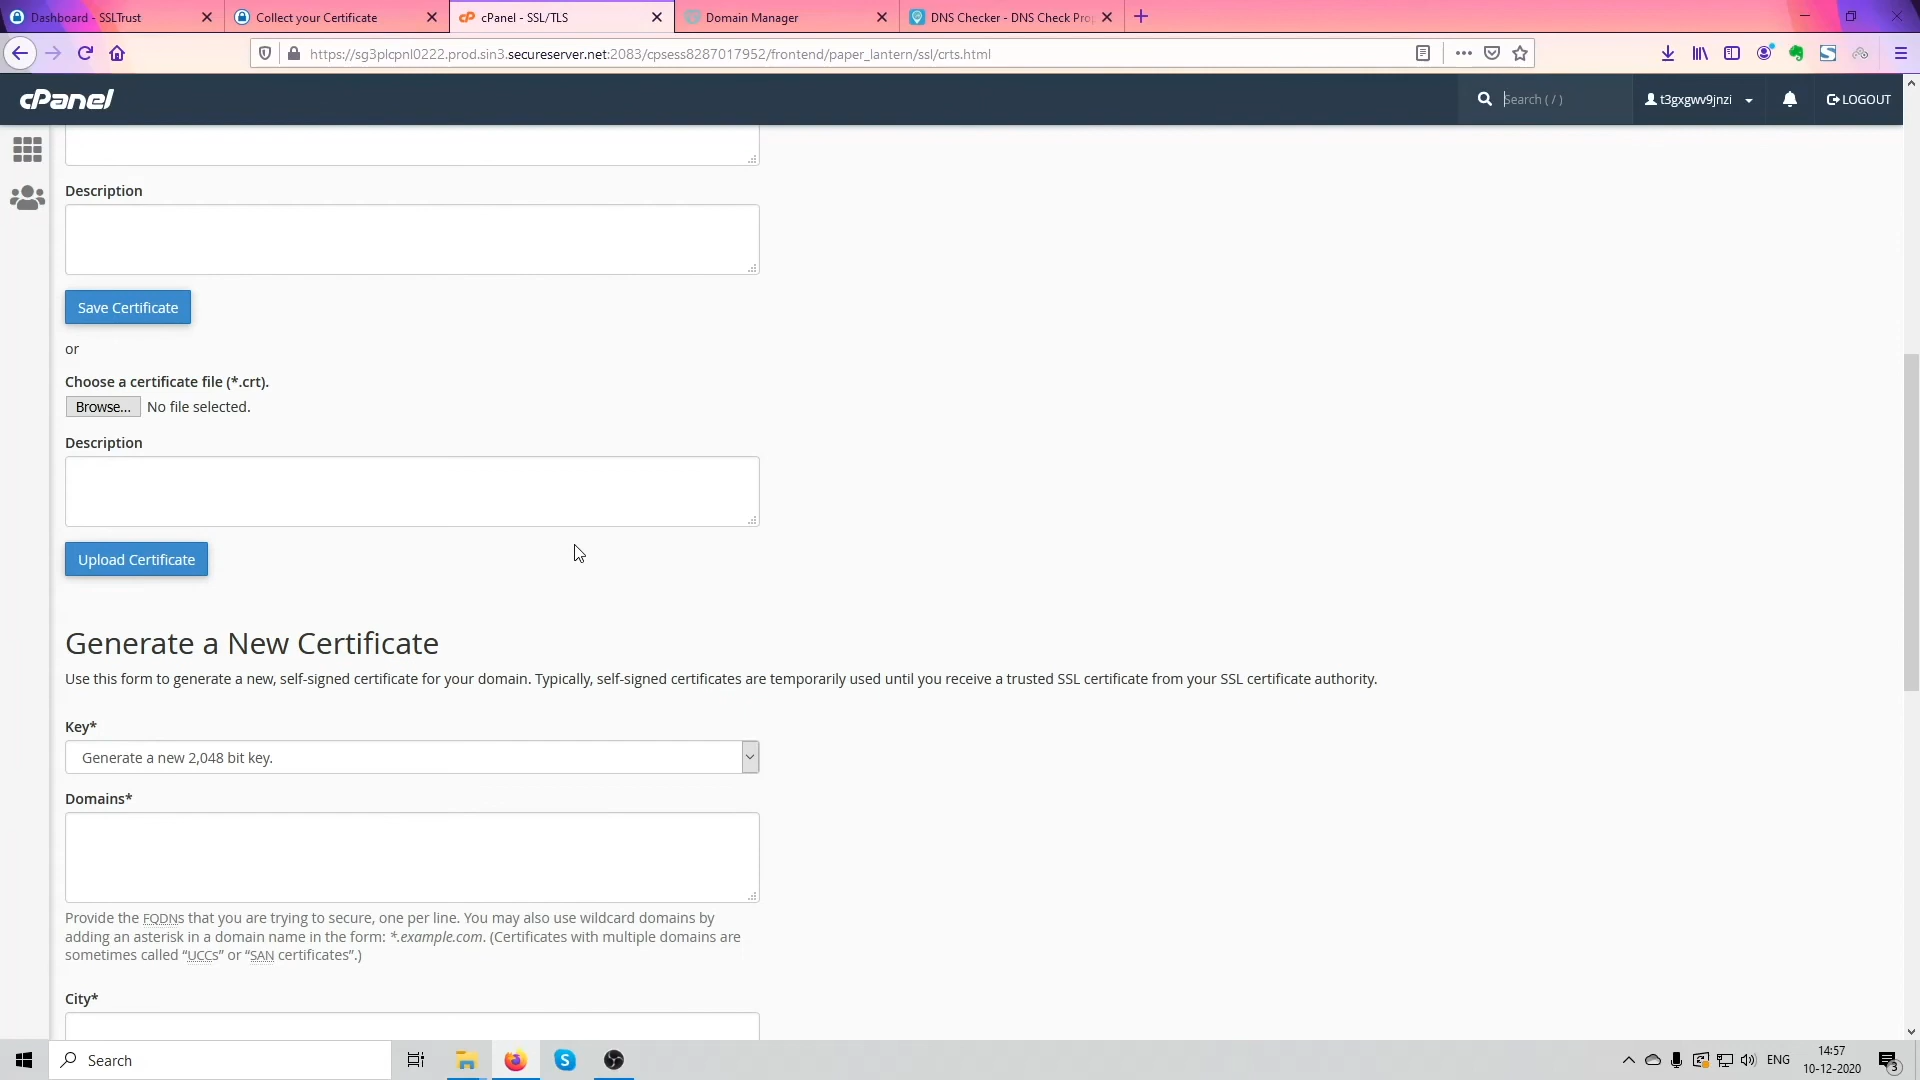 Dashboard - SSLTrust
Collect your Certificate
cPanel - SSL/TLS
Domain Manager
DNS Checker - DNS Check Pro
https://sg3plcpnl0222.prod.sin3.secureserver.net:2083/cpsess8287017952/frontend/paper_lantern/ssl/crts.html
cPanel
Search ( / )
t3gxgwv9jnzi
LOGOUT
Description
Save Certificate
or
Choose a certificate file (*.crt).
Browse...
No file selected.
Description
Upload Certificate
Generate a New Certificate
Use this form to generate a new, self-signed certificate for your domain. Typically, self-signed certificates are temporarily used until you receive a trusted SSL certificate from your SSL certificate authority.
Key*
Generate a new 2,048 bit key.
Domains*
Provide the FQDNs that you are trying to secure, one per line. You may also use wildcard domains by
adding an asterisk in a domain name in the form: *.example.com. (Certificates with multiple domains are
sometimes called “UCCs” or “SAN certificates”.)
City*
Search
ENG
14:57
10-12-2020
3